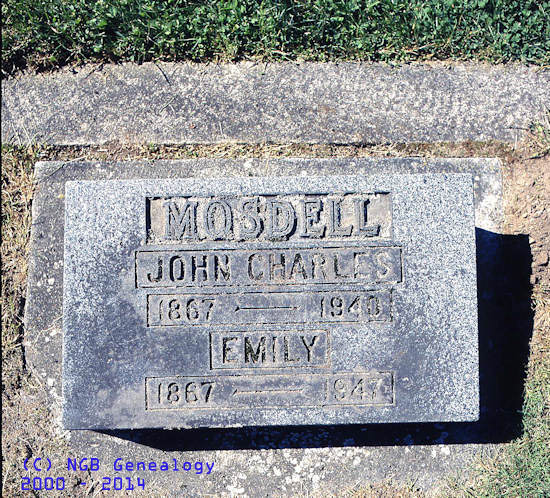 MOSDELL
JOHN CHARLES
1867 — 1940
EMILY
1867 — 1947
(C) NGB Genealogy
2000 - 2014